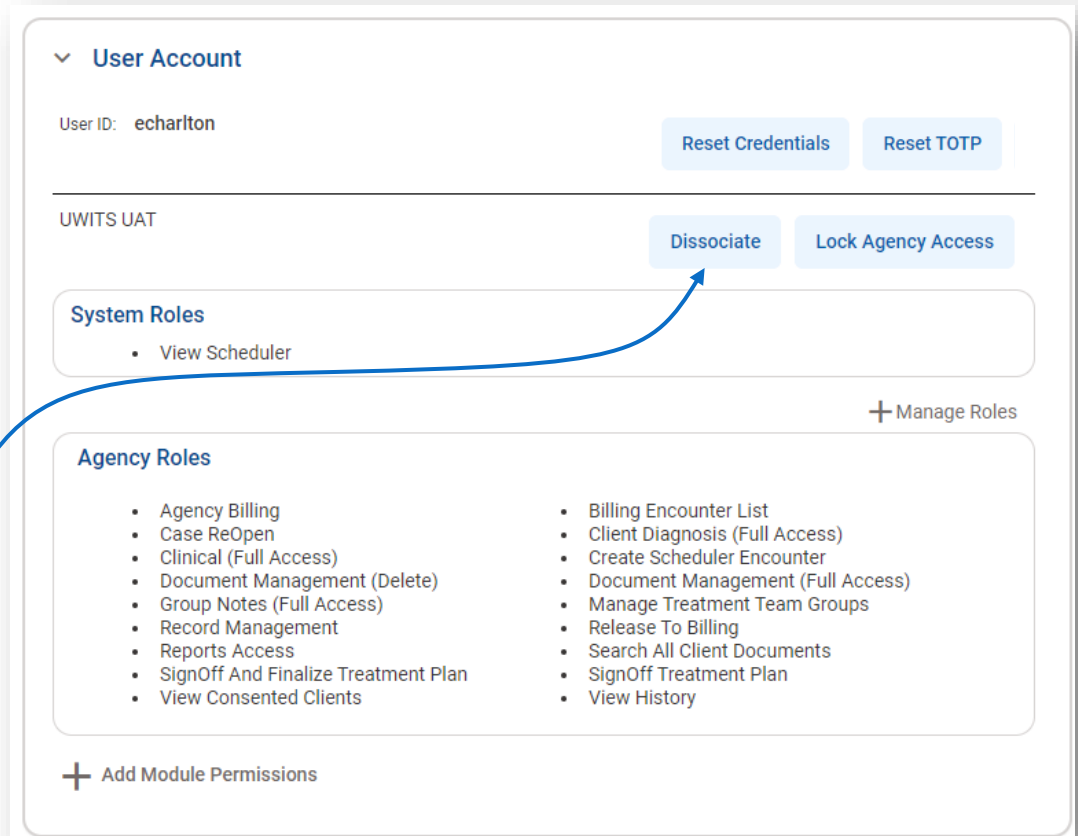 User Account
User ID: echarlton
Reset Credentials
Reset TOTP
UWITS UAT
Dissociate
Lock Agency Access
System Roles
• View Scheduler
+ Manage Roles
Agency Roles
• Agency Billing
• Case ReOpen
• Clinical (Full Access)
• Document Management (Delete)
• Group Notes (Full Access)
• Record Management
• Reports Access
• SignOff And Finalize Treatment Plan
• View Consented Clients
• Billing Encounter List
• Client Diagnosis (Full Access)
• Create Scheduler Encounter
• Document Management (Full Access)
• Manage Treatment Team Groups
• Release To Billing
• Search All Client Documents
• SignOff Treatment Plan
• View History
+ Add Module Permissions